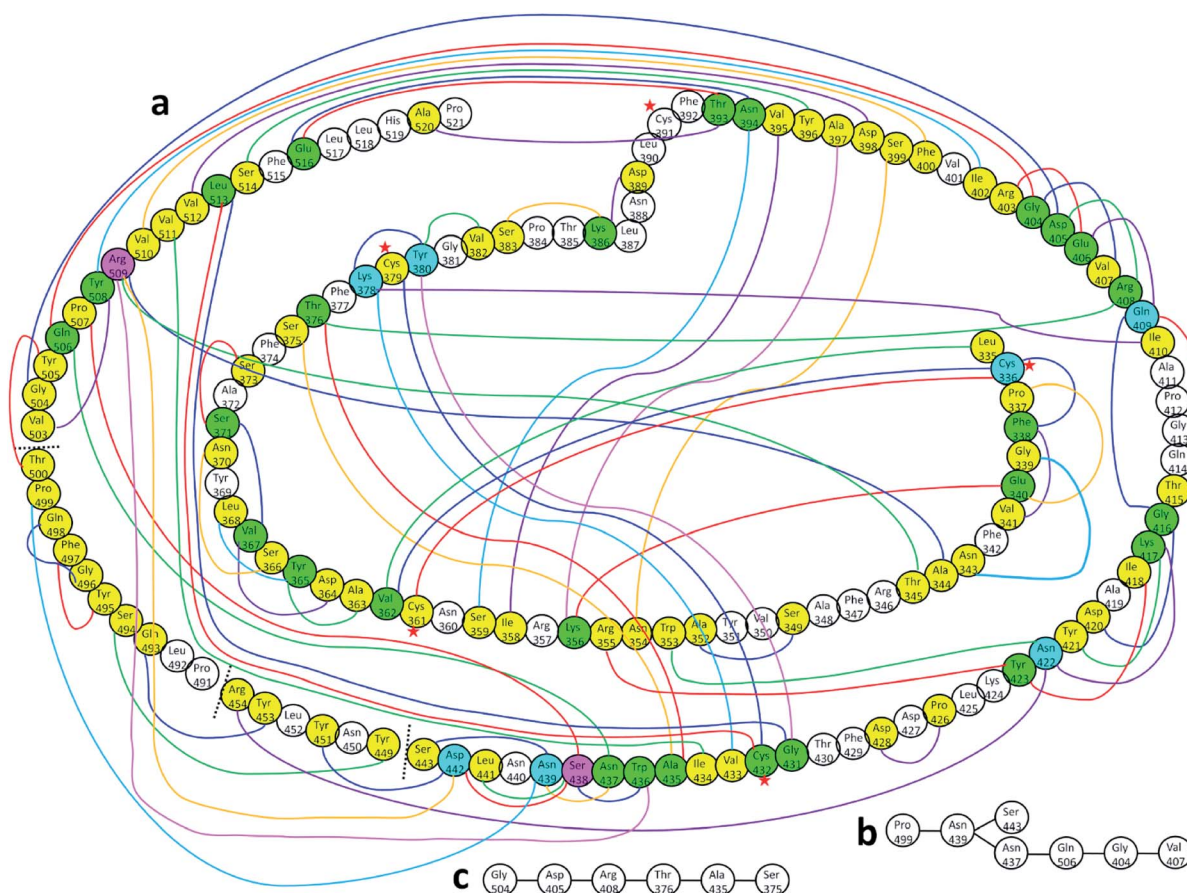 a
Leu 335
Cys 336
Pro 337
Phe 338
Gly 339
Glu 340
Val 341
Phe 342
Asn 343
Ala 344
Thr 345
Arg 346
Phe 347
Ala 348
Ser 349
Val 350
Tyr 351
Ala 352
Trp 353
Asn 354
Arg 355
Lys 356
Arg 357
Ile 358
Ser 359
Asn 360
Cys 361
Val 362
Ala 363
Asp 364
Tyr 365
Ser 366
Val 367
Leu 368
Tyr 369
Asn 370
Ser 371
Ala 372
Ser 373
Phe 374
Ser 375
Thr 376
Phe 377
Lys 378
Cys 379
Tyr 380
Gly 381
Val 382
Ser 383
Pro 384
Thr 385
Lys 386
Leu 387
Asn 388
Asp 389
Leu 390
Cys 391
Phe 392
Thr 393
Asn 394
Val 395
Tyr 396
Ala 397
Asp 398
Ser 399
Phe 400
Val 401
Ile 402
Arg 403
Gly 404
Asp 405
Glu 406
Val 407
Arg 408
Gln 409
Ile 410
Ala 411
Pro 412
Gly 413
Gln 414
Thr 415
Gly 416
Lys 417
Ile 418
Ala 419
Asp 420
Tyr 421
Asn 422
Tyr 423
Lys 424
Leu 425
Pro 426
Asp 427
Asp 428
Phe 429
Thr 430
Gly 431
Cys 432
Val 433
Ile 434
Ala 435
Trp 436
Asn 437
Ser 438
Asn 439
Asn 440
Leu 441
Asp 442
Ser 443
Tyr 449
Asn 450
Tyr 451
Leu 452
Tyr 453
Arg 454
Pro 491
Leu 492
Gln 493
Ser 494
Tyr 495
Gly 496
Phe 497
Gln 498
Pro 499
Thr 500
Val 503
Gly 504
Tyr 505
Gln 506
Pro 507
Tyr 508
Arg 509
Val 510
Val 511
Val 512
Leu 513
Ser 514
Phe 515
Glu 516
Leu 517
Leu 518
His 519
Ala 520
Pro 521
b
Pro 499
Asn 439
Ser 443
Asn 437
Gln 506
Gly 404
Val 407
c
Gly 504
Asp 405
Arg 408
Thr 376
Ala 435
Ser 375